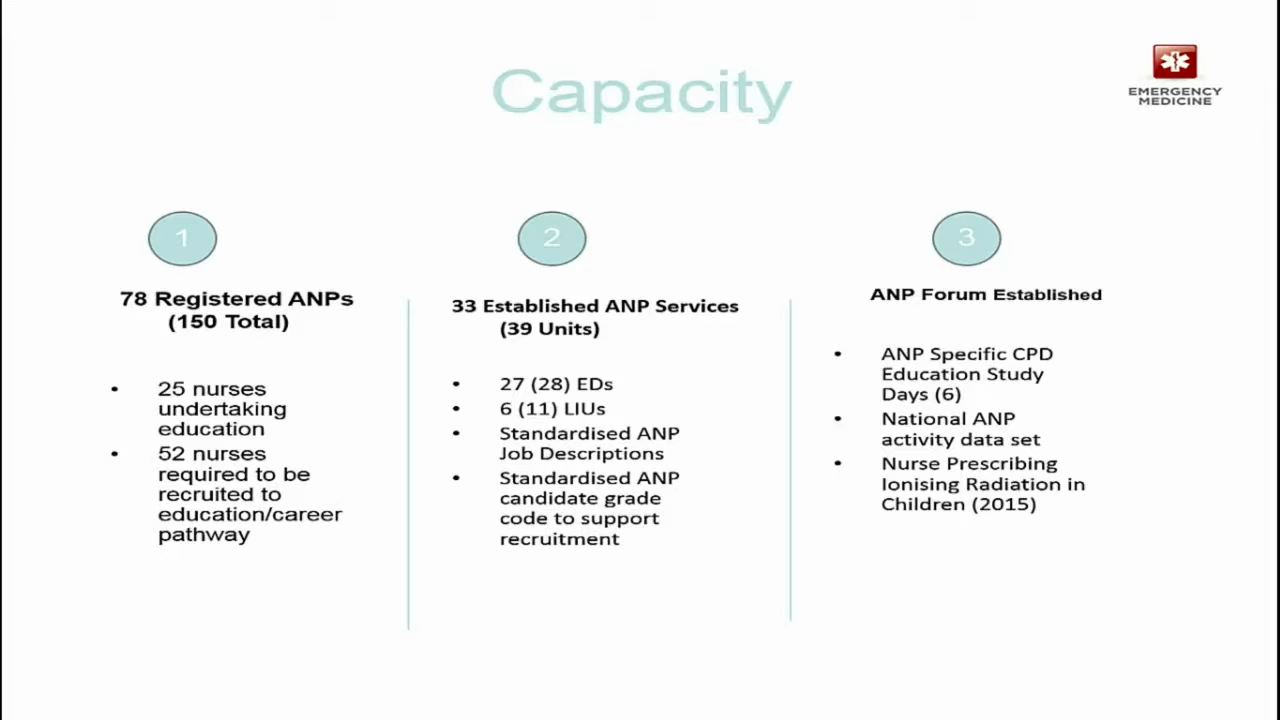 Capacity
EMERGENCY
MEDICINE
1
78 Registered ANPs
(150 Total)
• 25 nurses
undertaking
education
• 52 nurses
required to be
recruited to
education/career
pathway
2
33 Established ANP Services
(39 Units)
• 27 (28) EDs
• 6 (11) LIUs
• Standardised ANP
Job Descriptions
• Standardised ANP
candidate grade
code to support
recruitment
3
ANP Forum Established
• ANP Specific CPD
Education Study
Days (6)
• National ANP
activity data set
• Nurse Prescribing
Ionising Radiation in
Children (2015)